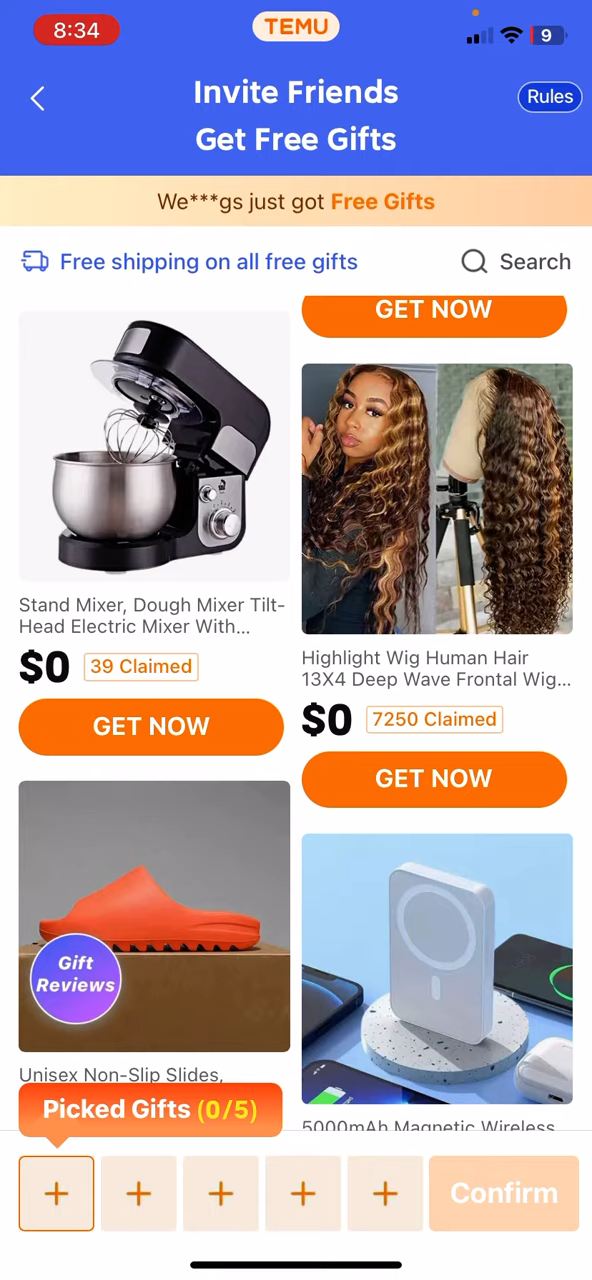 8:34
TEMU
9
Invite Friends
Get Free Gifts
Rules
We***gs just got Free Gifts
Free shipping on all free gifts
Search
GET NOW
Stand Mixer, Dough Mixer Tilt-
Head Electric Mixer With...
$0 39 Claimed
GET NOW
Highlight Wig Human Hair
13X4 Deep Wave Frontal Wig...
$0 7250 Claimed
GET NOW
Gift
Reviews
Unisex Non-Slip Slides,
5000mAh Magnetic Wireless
Picked Gifts (0/5)
+ + + + +
Confirm